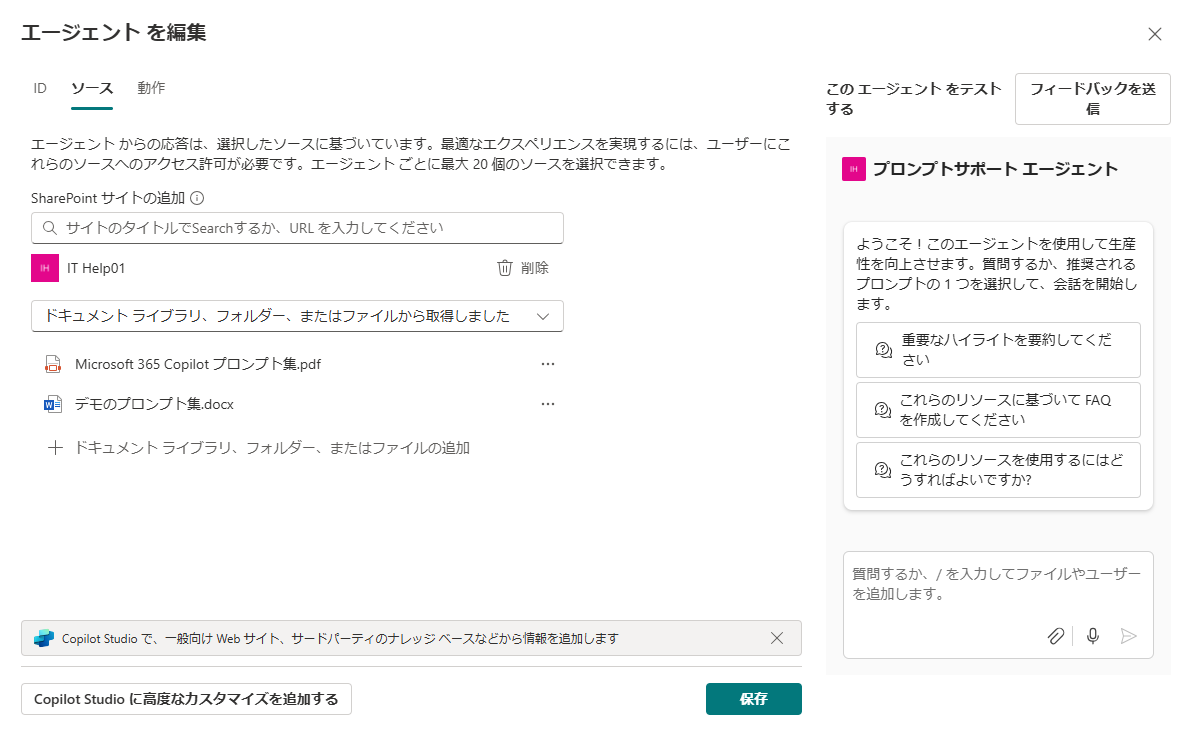 エージェント を編集
ID
ソース
動作
エージェント からの応答は、選択したソースに基づいています。最適なエクスペリエンスを実現するには、ユーザーにこ
れらのソースへのアクセス許可が必要です。エージェント ごとに最大 20 個のソースを選択できます。
SharePoint サイトの追加
サイトのタイトルでSearchするか、URL を入力してください
IH
IT Help01
削除
ドキュメント ライブラリ、フォルダー、またはファイルから取得しました
Microsoft 365 Copilot プロンプト集.pdf
デモのプロンプト集.docx
ドキュメント ライブラリ、フォルダー、またはファイルの追加
Copilot Studio で、一般向け Web サイト、サードパーティのナレッジ ベースなどから情報を追加します
Copilot Studio に高度なカスタマイズを追加する
保存
この エージェント をテスト
する
フィードバックを送
信
IH
プロンプトサポート エージェント
ようこそ！このエージェントを使用して生産
性を向上させます。質問するか、推奨される
プロンプトの 1 つを選択して、会話を開始し
ます。
重要なハイライトを要約してくだ
さい
これらのリソースに基づいて FAQ
を作成してください
これらのリソースを使用するにはど
うすればよいですか?
質問するか、/ を入力してファイルやユーザー
を追加します。